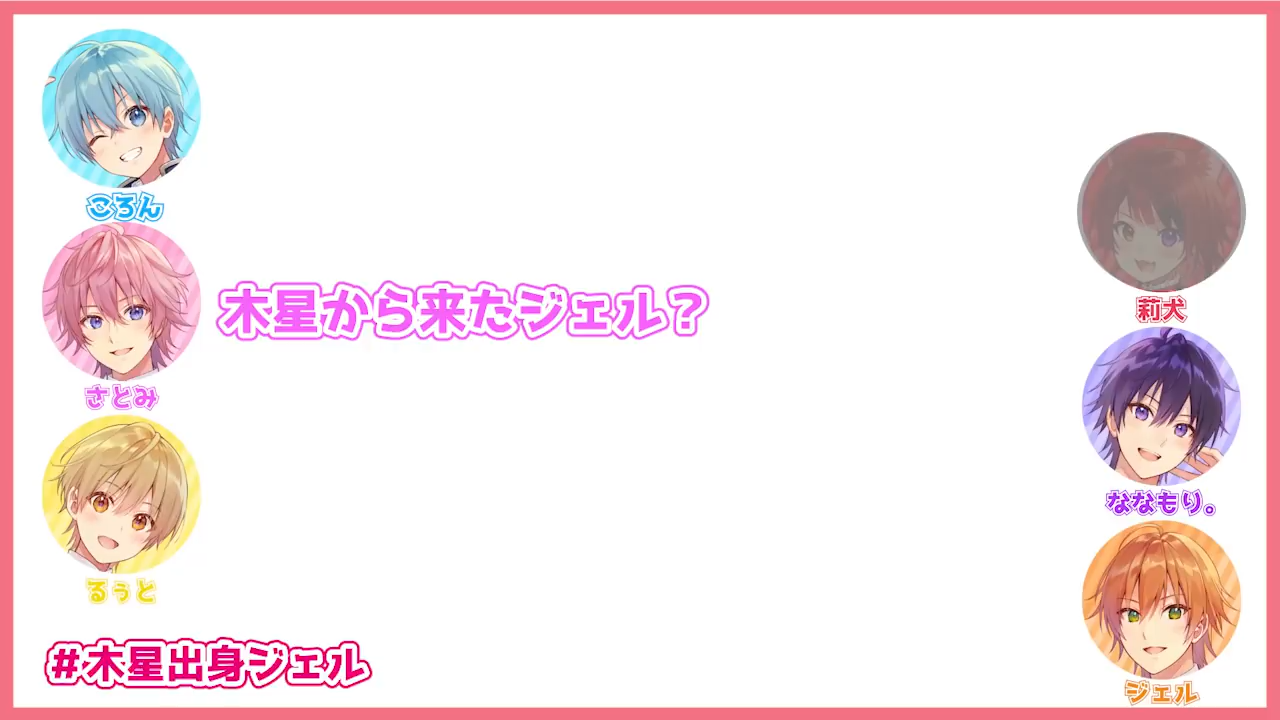 ころん
さとみ
木星から来たジェル？
るぅと
#木星出身ジェル
莉犬
ななもり。
ジェル